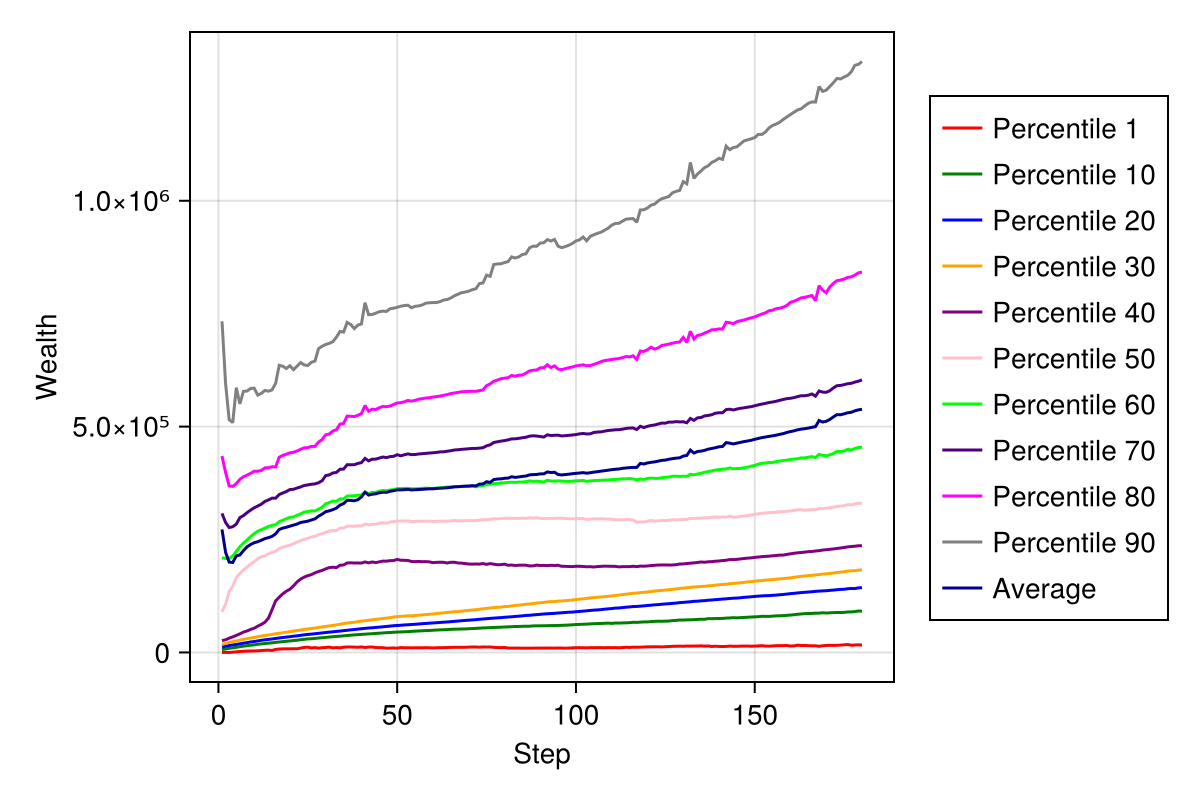 Wealth
1.0×10⁶
5.0×10⁵
0
0 50 100 150
Step
Percentile 1
Percentile 10
Percentile 20
Percentile 30
Percentile 40
Percentile 50
Percentile 60
Percentile 70
Percentile 80
Percentile 90
Average